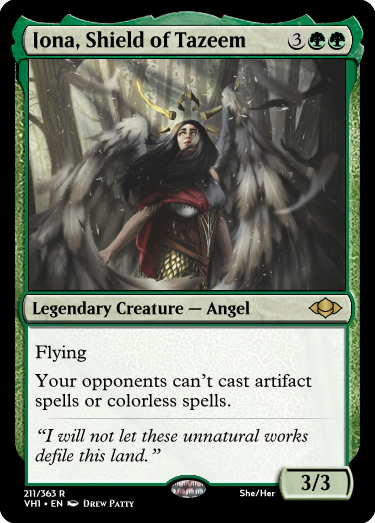 Iona, Shield of Tazeem 3
Legendary Creature — Angel
Flying
Your opponents can't cast artifact
spells or colorless spells.
“I will not let these unnatural works
defile this land.”
3/3
211/363 R
She/Her
VH1 • EN Drew Patty